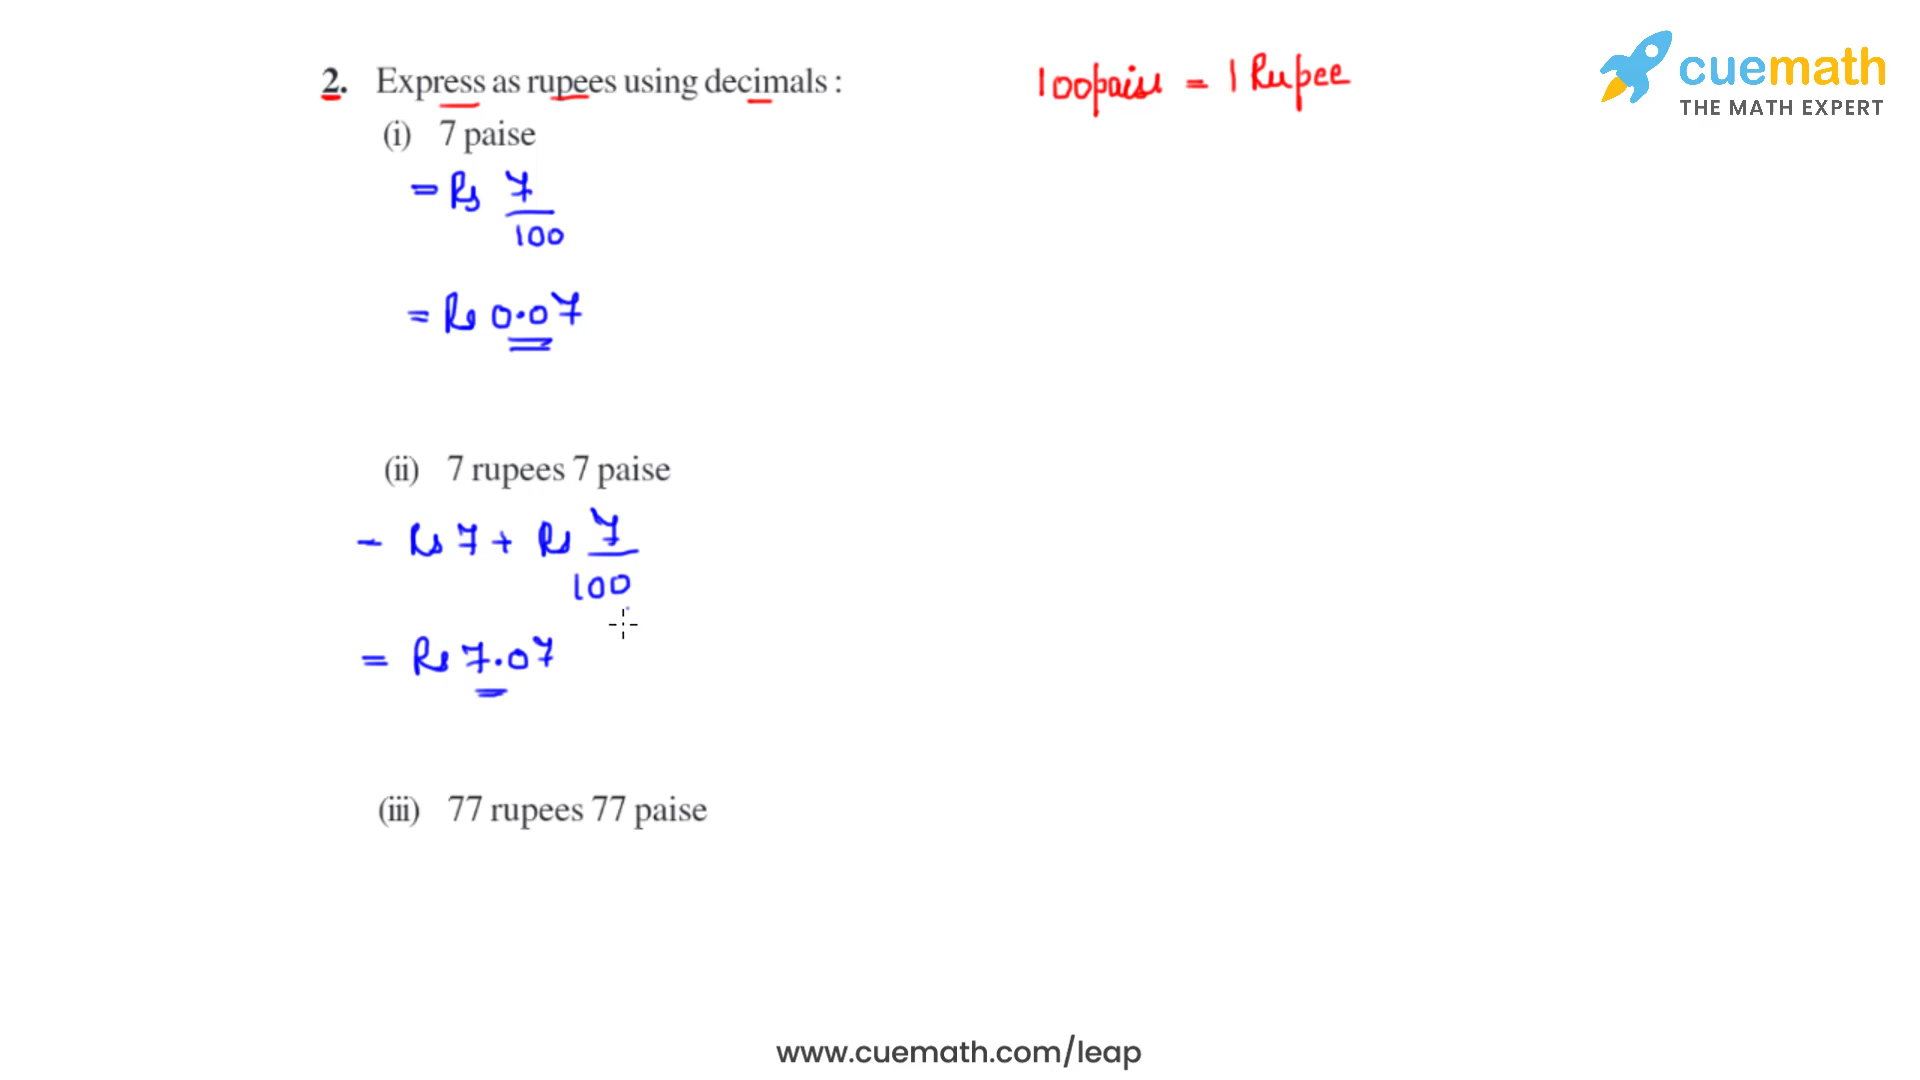 2. Express as rupees using decimals :
100paise = 1 Rupee
cuemath
THE MATH EXPERT
(i) 7 paise
= Rs 7/100
= Rs 0.07
(ii) 7 rupees 7 paise
- Rs 7 + Rs 7/100
= Rs 7.07
(iii) 77 rupees 77 paise
www.cuemath.com/leap